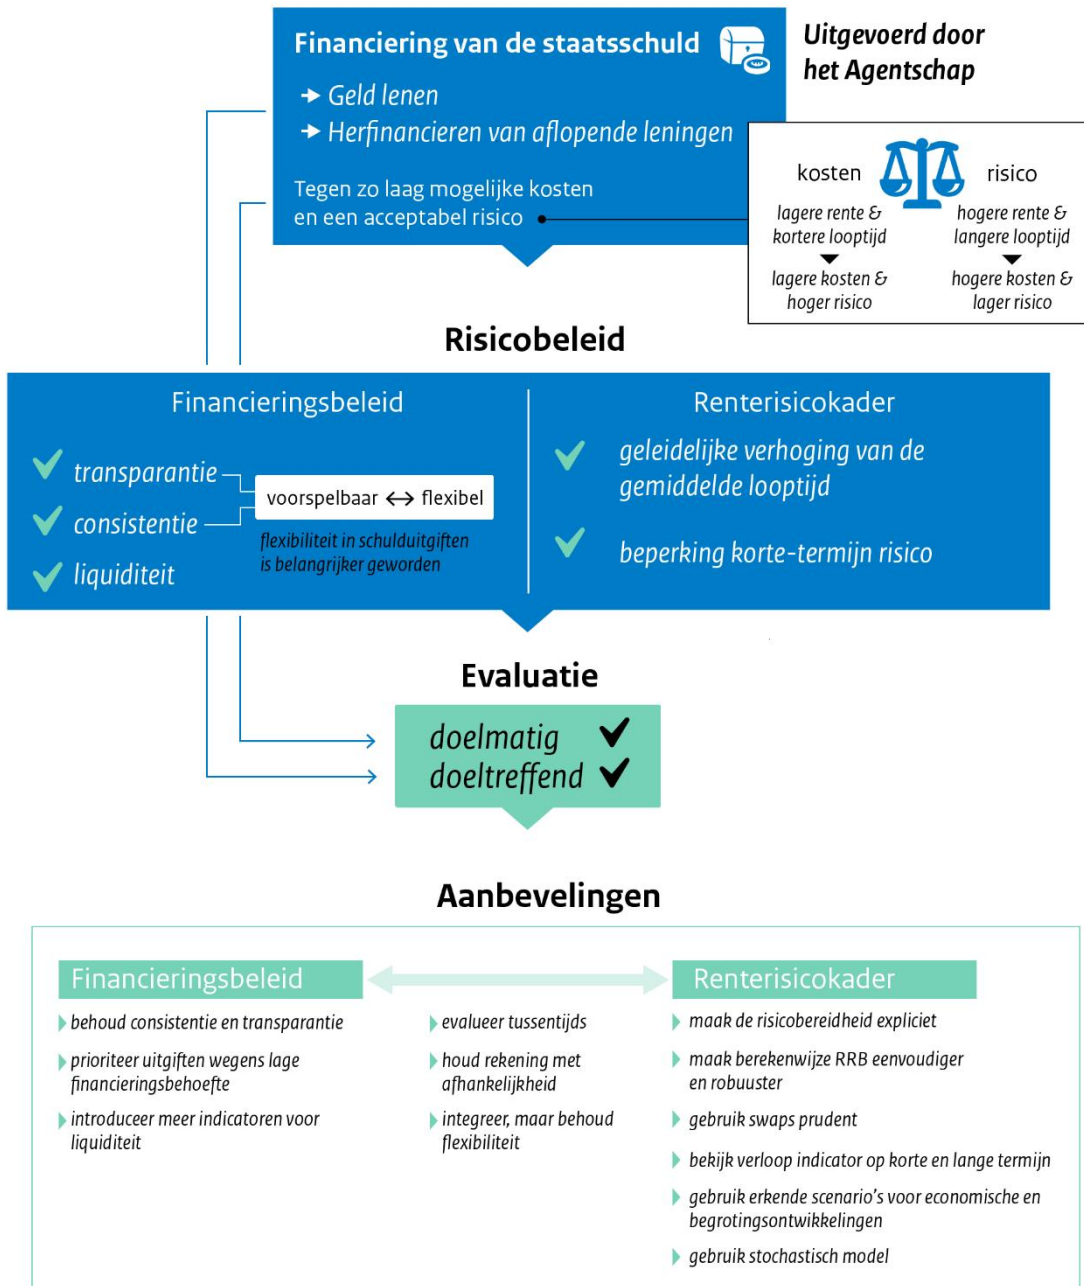 Financiering van de staatsschuld
Geld lenen
Herfinancieren van aflopende leningen
Tegen zo laag mogelijke kosten
en een acceptabel risico
Uitgevoerd door
het Agentschap
kosten
risico
lagere rente &
kortere looptijd
lagere kosten &
hoger risico
hogere rente &
langere looptijd
hogere kosten &
lager risico
Risicobeleid
Financieringsbeleid
transparantie
consistentie
liquiditeit
voorspelbaar ↔ flexibel
flexibiliteit in schulduitgiften
is belangrijker geworden
Renterisicokader
geleidelijke verhoging van de
gemiddelde looptijd
beperking korte-termijn risico
Evaluatie
doelmatig
doeltreffend
Aanbevelingen
Financieringsbeleid
behoud consistentie en transparantie
prioriteer uitgiften wegens lage
financieringsbehoefte
introduceer meer indicatoren voor
liquiditeit
evalueer tussentijds
houd rekening met
afhankelijkheid
integreer, maar behoud
flexibiliteit
Renterisicokader
maak de risicobereidheid expliciet
maak berekenwijze RRB eenvoudiger
en robuuster
gebruik swaps prudent
bekijk verloop indicator op korte en lange termijn
gebruik erkende scenario's voor economische en
begrotingsontwikkelingen
gebruik stochastisch model